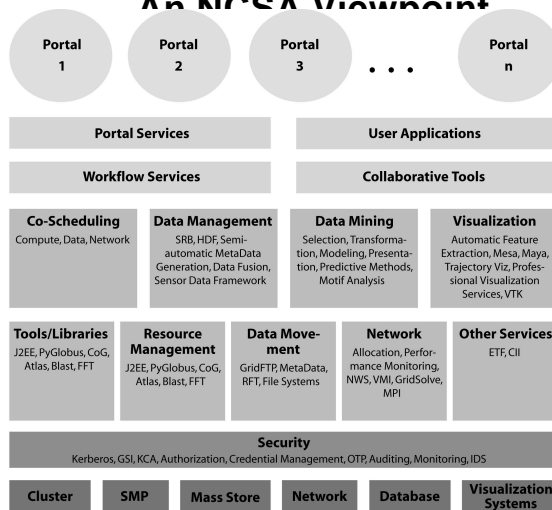 An NCSA Viewpoint
Portal
1
Portal
2
Portal
3
. . .
Portal
n
Portal Services
User Applications
Workflow Services
Collaborative Tools
Co-Scheduling
Compute, Data, Network
Data Management
SRB, HDF, Semi-
automatic MetaData
Generation, Data Fusion,
Sensor Data Framework
Data Mining
Selection, Transforma-
tion, Modeling, Presenta-
tion, Predictive Methods,
Motif Analysis
Visualization
Automatic Feature
Extraction, Mesa, Maya,
Trajectory Viz, Profes-
sional Visualization
Services, VTK
Tools/Libraries
J2EE, PyGlobus, CoG,
Atlas, Blast, FFT
Resource
Management
J2EE, PyGlobus, CoG,
Atlas, Blast, FFT
Data Move-
ment
GridFTP, MetaData,
RFT, File Systems
Network
Allocation, Perfor-
mance Monitoring,
NWS, VMI, GridSolve,
MPI
Other Services
ETF, CII
Security
Kerberos, GSI, KCA, Authorization, Credential Management, OTP, Auditing, Monitoring, IDS
Cluster
SMP
Mass Store
Network
Database
Visualization
Systems